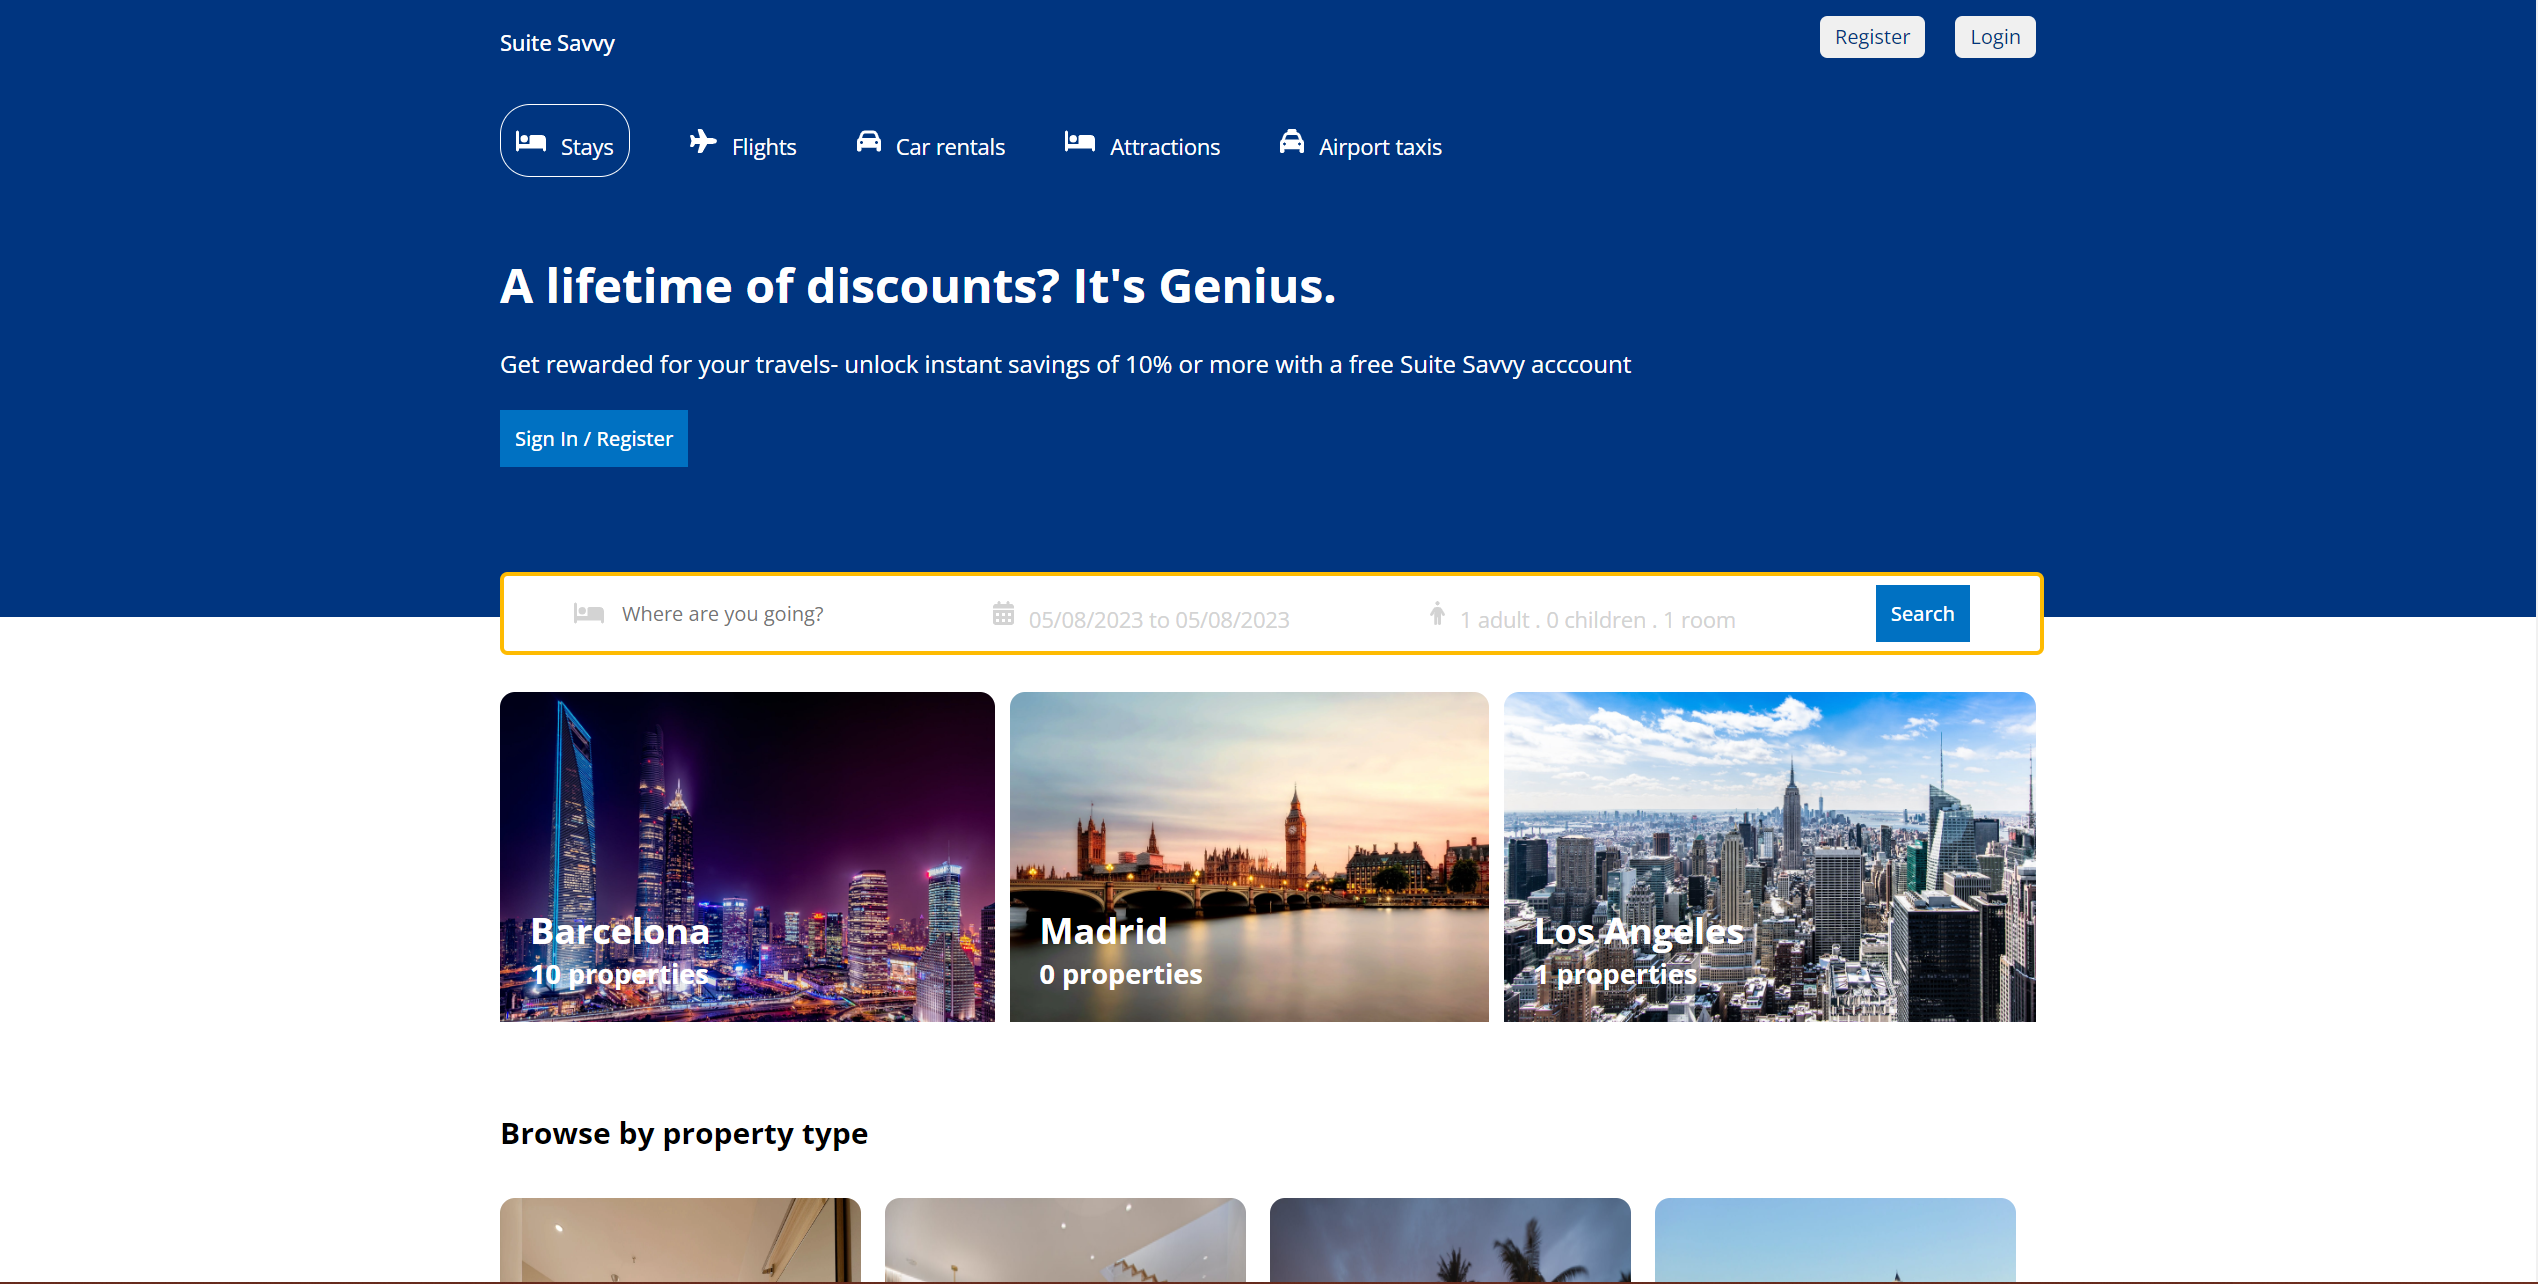 Suite Savvy
Register
Login
Stays
Flights
Car rentals
Attractions
Airport taxis
A lifetime of discounts? It's Genius.
Get rewarded for your travels- unlock instant savings of 10% or more with a free Suite Savvy acccount
Sign In / Register
Where are you going?
05/08/2023 to 05/08/2023
1 adult . 0 children . 1 room
Search
Barcelona
10 properties
Madrid
0 properties
Los Angeles
1 properties
Browse by property type